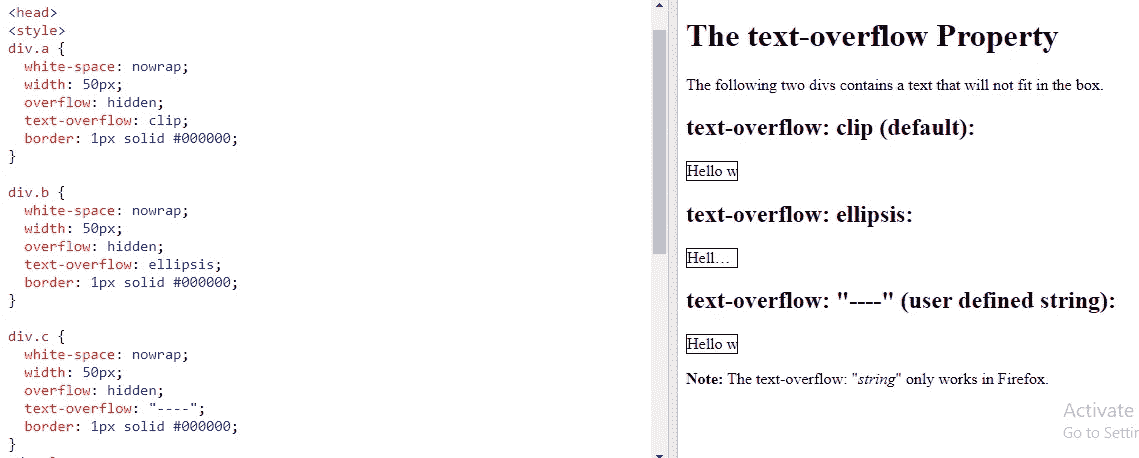 <head>
<style>
div.a {
  white-space: nowrap;
  width: 50px;
  overflow: hidden;
  text-overflow: clip;
  border: 1px solid #000000;
}

div.b {
  white-space: nowrap;
  width: 50px;
  overflow: hidden;
  text-overflow: ellipsis;
  border: 1px solid #000000;
}

div.c {
  white-space: nowrap;
  width: 50px;
  overflow: hidden;
  text-overflow: "----";
  border: 1px solid #000000;
}
The text-overflow Property
The following two divs contains a text that will not fit in the box.
text-overflow: clip (default):
Hello w
text-overflow: ellipsis:
Hell…
text-overflow: "----" (user defined string):
Hello w
Note: The text-overflow: "string" only works in Firefox.
Activate
Go to Settin